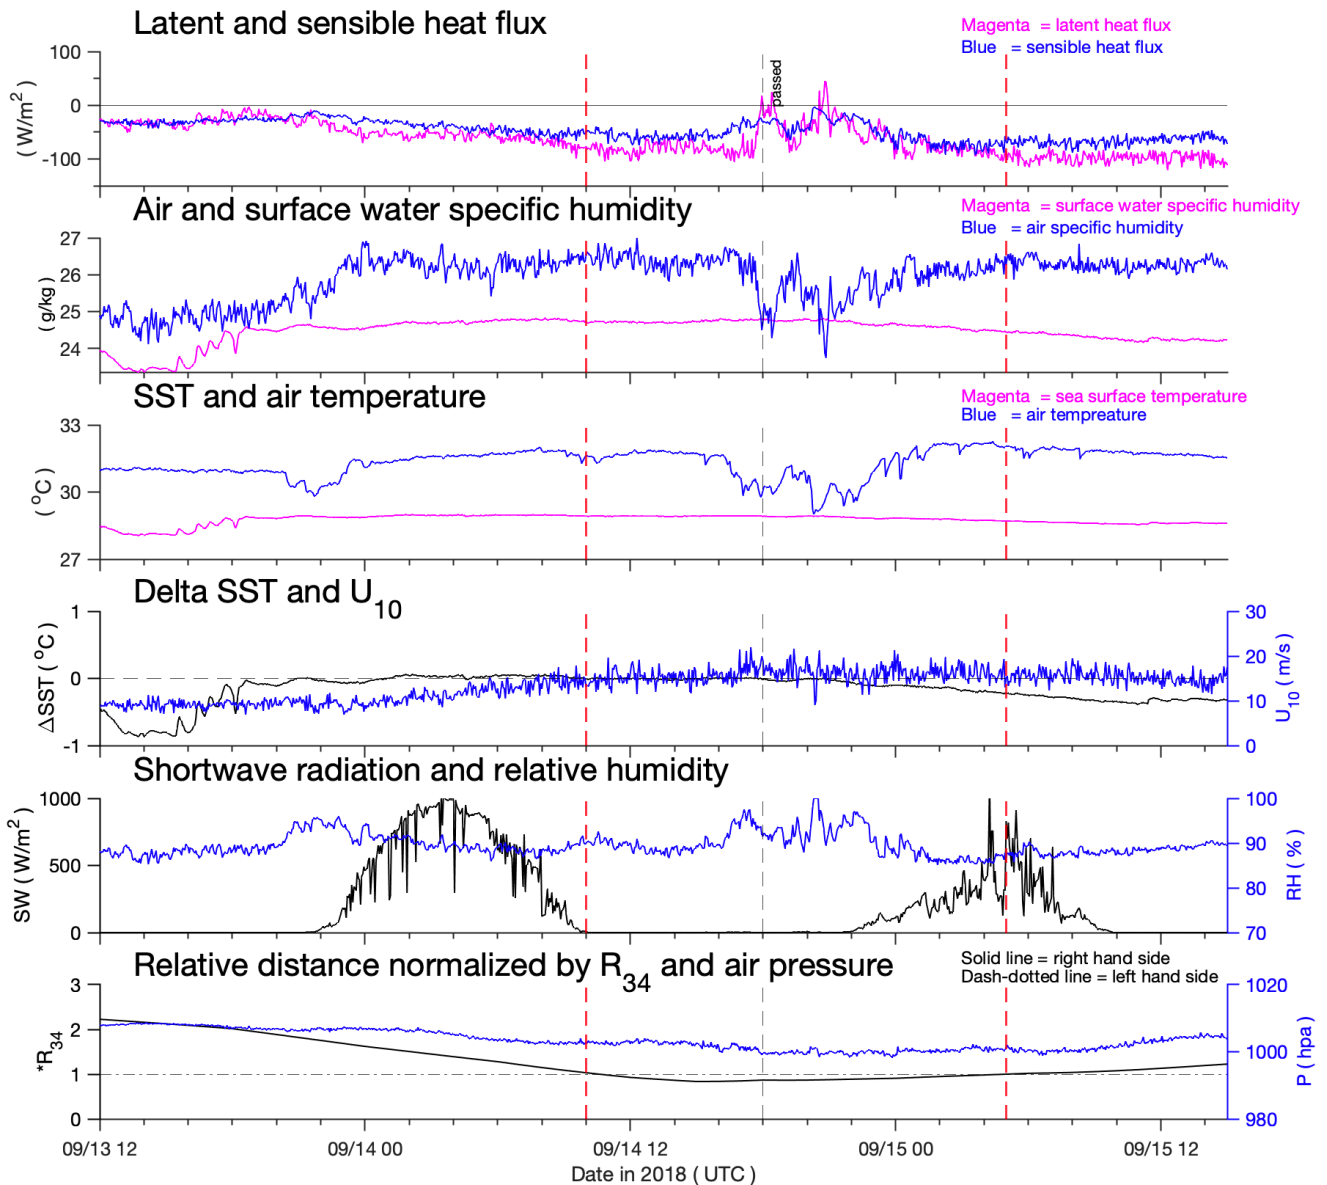 Latent and sensible heat flux
Magenta = latent heat flux
Blue = sensible heat flux
100
0
-100
( W/m2 )
passed
Air and surface water specific humidity
Magenta = surface water specific humidity
Blue = air specific humidity
27
26
25
24
( g/kg )
SST and air temperature
Magenta = sea surface temperature
Blue = air tempreature
33
30
27
( oC )
Delta SST and U10
1
0
-1
ΔSST ( oC )
30
20
10
0
U10 ( m/s )
Shortwave radiation and relative humidity
1000
500
0
SW ( W/m2 )
100
90
80
70
RH ( % )
Relative distance normalized by R34 and air pressure
Solid line = right hand side
Dash-dotted line = left hand side
3
2
1
0
*R34
1020
1000
980
P ( hpa )
09/13 12
09/14 00
09/14 12
09/15 00
09/15 12
Date in 2018 ( UTC )